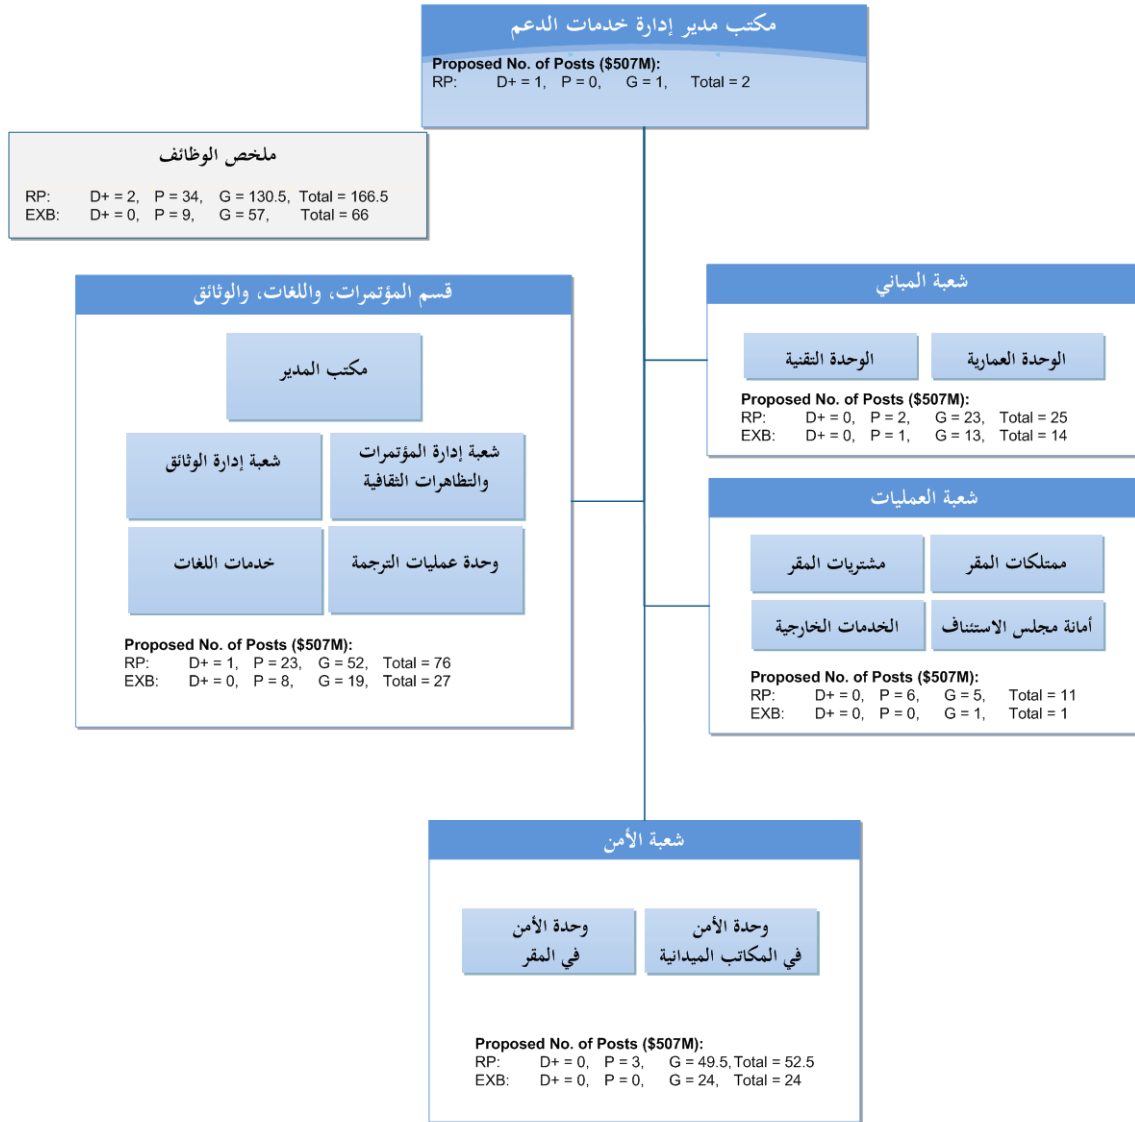 مكتب مدير إدارة خدمات الدعم
Proposed No. of Posts ($507M):
RP: D+ = 1, P = 0, G = 1, Total = 2
ملخص الوظائف
RP: D+ = 2, P = 34, G = 130.5, Total = 166.5
EXB: D+ = 0, P = 9, G = 57, Total = 66
قسم المؤتمرات، واللغات، والوثائق
مكتب المدير
شعبة إدارة المؤتمرات
والتظاهرات الثقافية
شعبة إدارة الوثائق
وحدة عمليات الترجمة
خدمات اللغات
Proposed No. of Posts ($507M):
RP: D+ = 1, P = 23, G = 52, Total = 76
EXB: D+ = 0, P = 8, G = 19, Total = 27
شعبة المباني
الوحدة العمارية
الوحدة التقنية
Proposed No. of Posts ($507M):
RP: D+ = 0, P = 2, G = 23, Total = 25
EXB: D+ = 0, P = 1, G = 13, Total = 14
شعبة العمليات
ممتلكات المقر
مشتريات المقر
أمانة مجلس الاستئناف
الخدمات الخارجية
Proposed No. of Posts ($507M):
RP: D+ = 0, P = 6, G = 5, Total = 11
EXB: D+ = 0, P = 0, G = 1, Total = 1
شعبة الأمن
وحدة الأمن
في المكاتب الميدانية
وحدة الأمن
في المقر
Proposed No. of Posts ($507M):
RP: D+ = 0, P = 3, G = 49.5, Total = 52.5
EXB: D+ = 0, P = 0, G = 24, Total = 24